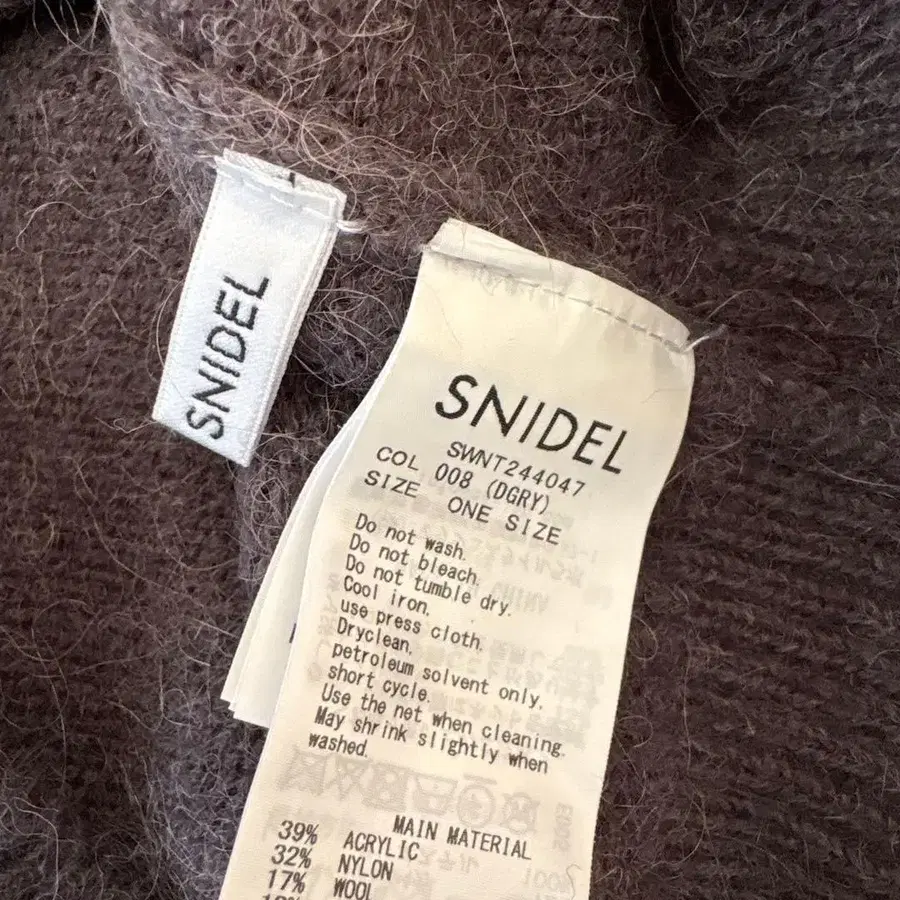 SNIDEL
SNIDEL
SWNT244047
COL 008 (DGRY)
SIZE ONE SIZE
Do not wash.
Do not bleach.
Do not tumble dry.
Cool iron.
use press cloth.
Dryclean,
petroleum solvent only,
short cycle.
Use the net when cleaning.
May shrink slightly when
washed.
MAIN MATERIAL
39% ACRYLIC
32% NYLON
17% WOOL